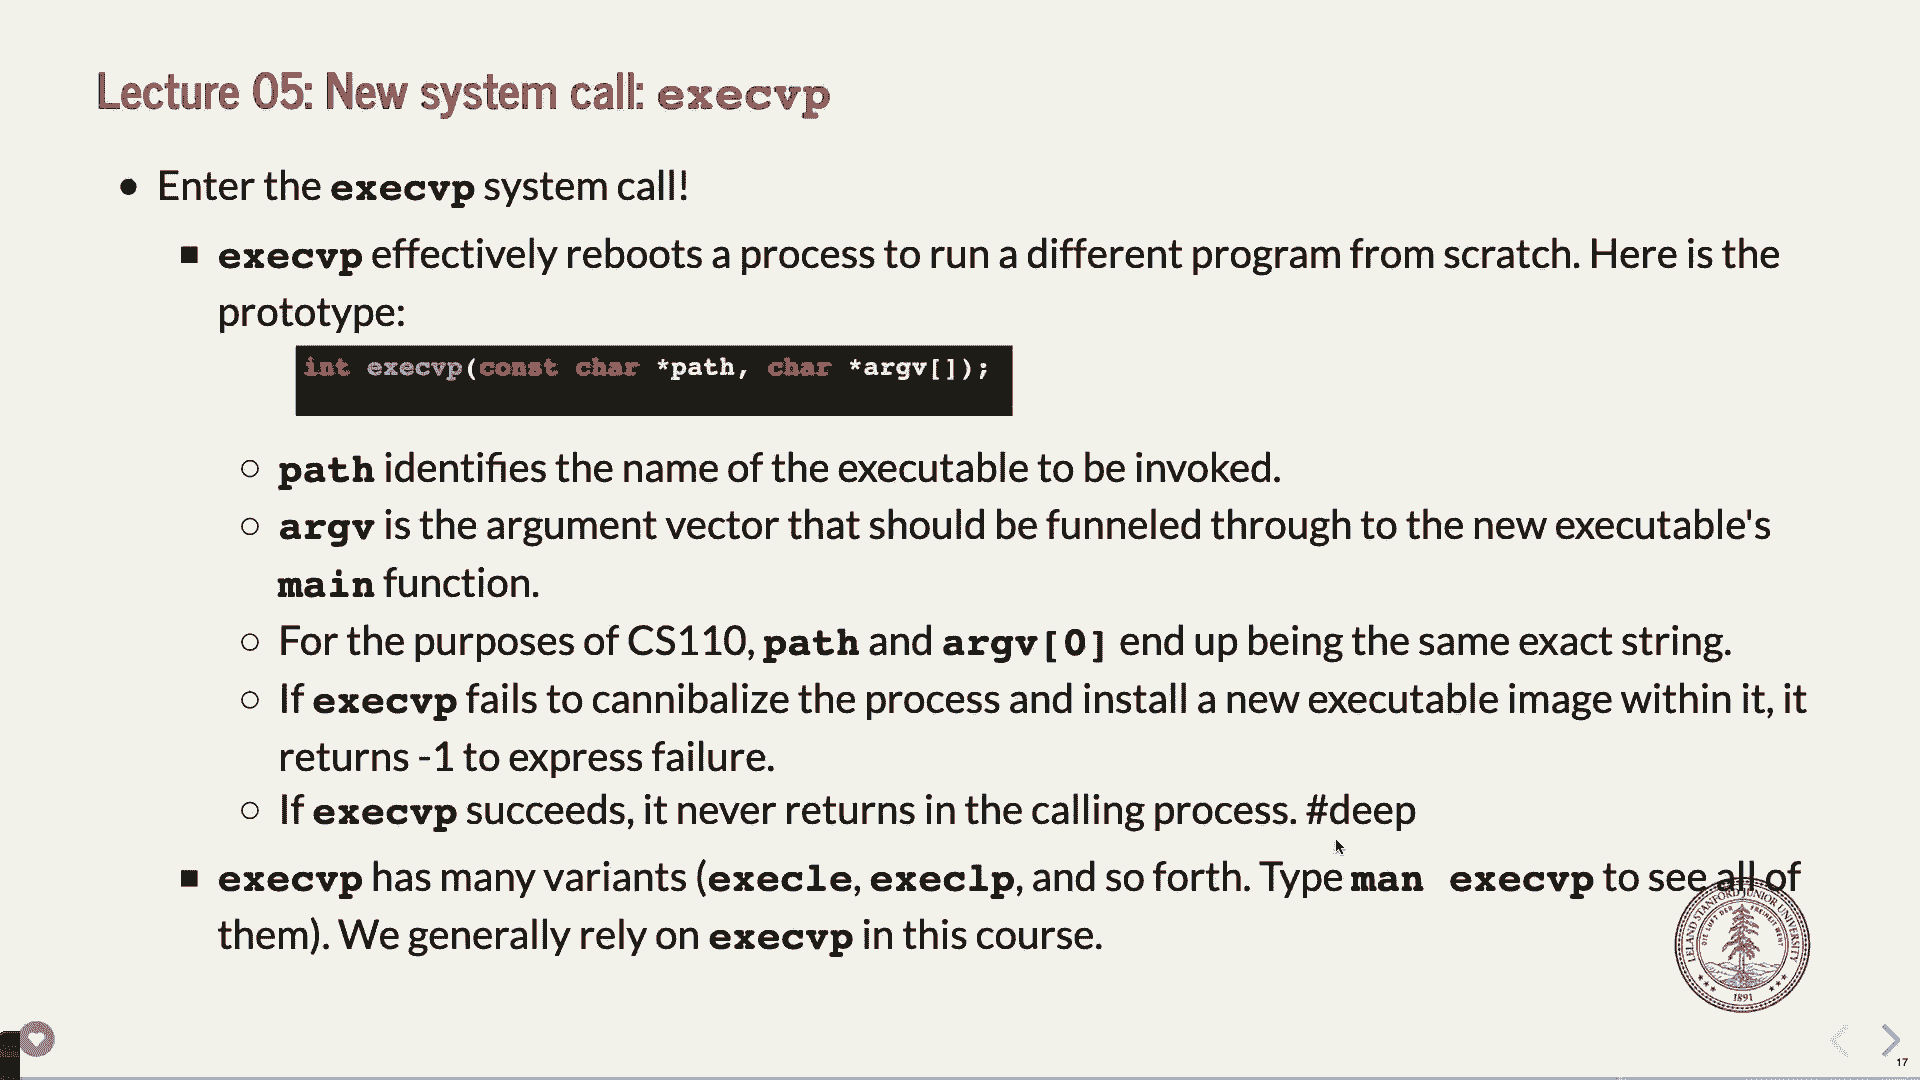 Lecture 05: New system call: execvp
● Enter the execvp system call!
■ execvp effectively reboots a process to run a different program from scratch. Here is the
prototype:
int execvp(const char *path, char *argv[]);
○ path identifies the name of the executable to be invoked.
○ argv is the argument vector that should be funneled through to the new executable's
main function.
○ For the purposes of CS110, path and argv[0] end up being the same exact string.
○ If execvp fails to cannibalize the process and install a new executable image within it, it
returns -1 to express failure.
○ If execvp succeeds, it never returns in the calling process. #deep
■ execvp has many variants (execle, execlp, and so forth. Type man execvp to see all of
them). We generally rely on execvp in this course.
LELAND STANFORD JUNIOR UNIVERSITY
DIE LUFT DER FREIHEIT WEHT
1891
17